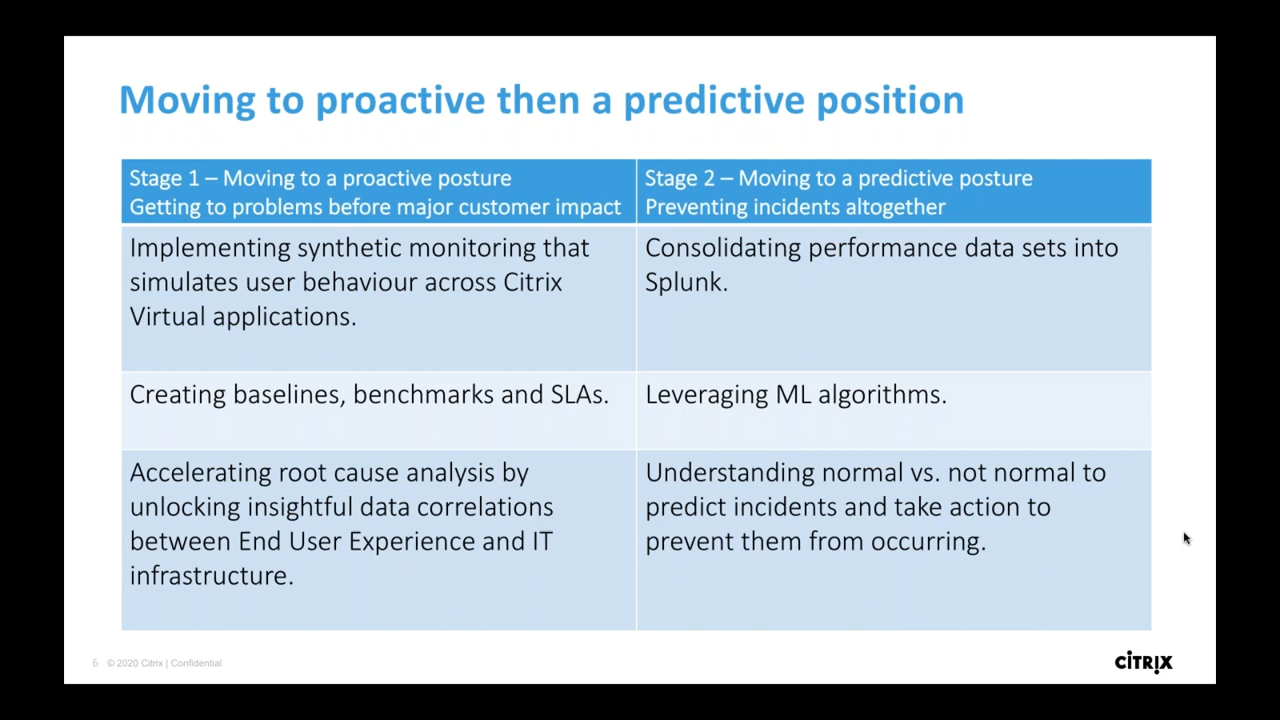 Moving to proactive then a predictive position
Stage 1 – Moving to a proactive posture
Getting to problems before major customer impact
Stage 2 – Moving to a predictive posture
Preventing incidents altogether
Implementing synthetic monitoring that
simulates user behaviour across Citrix
Virtual applications.
Consolidating performance data sets into
Splunk.
Creating baselines, benchmarks and SLAs.
Leveraging ML algorithms.
Accelerating root cause analysis by
unlocking insightful data correlations
between End User Experience and IT
infrastructure.
Understanding normal vs. not normal to
predict incidents and take action to
prevent them from occurring.
6 © 2020 Citrix | Confidential
CiTRiX